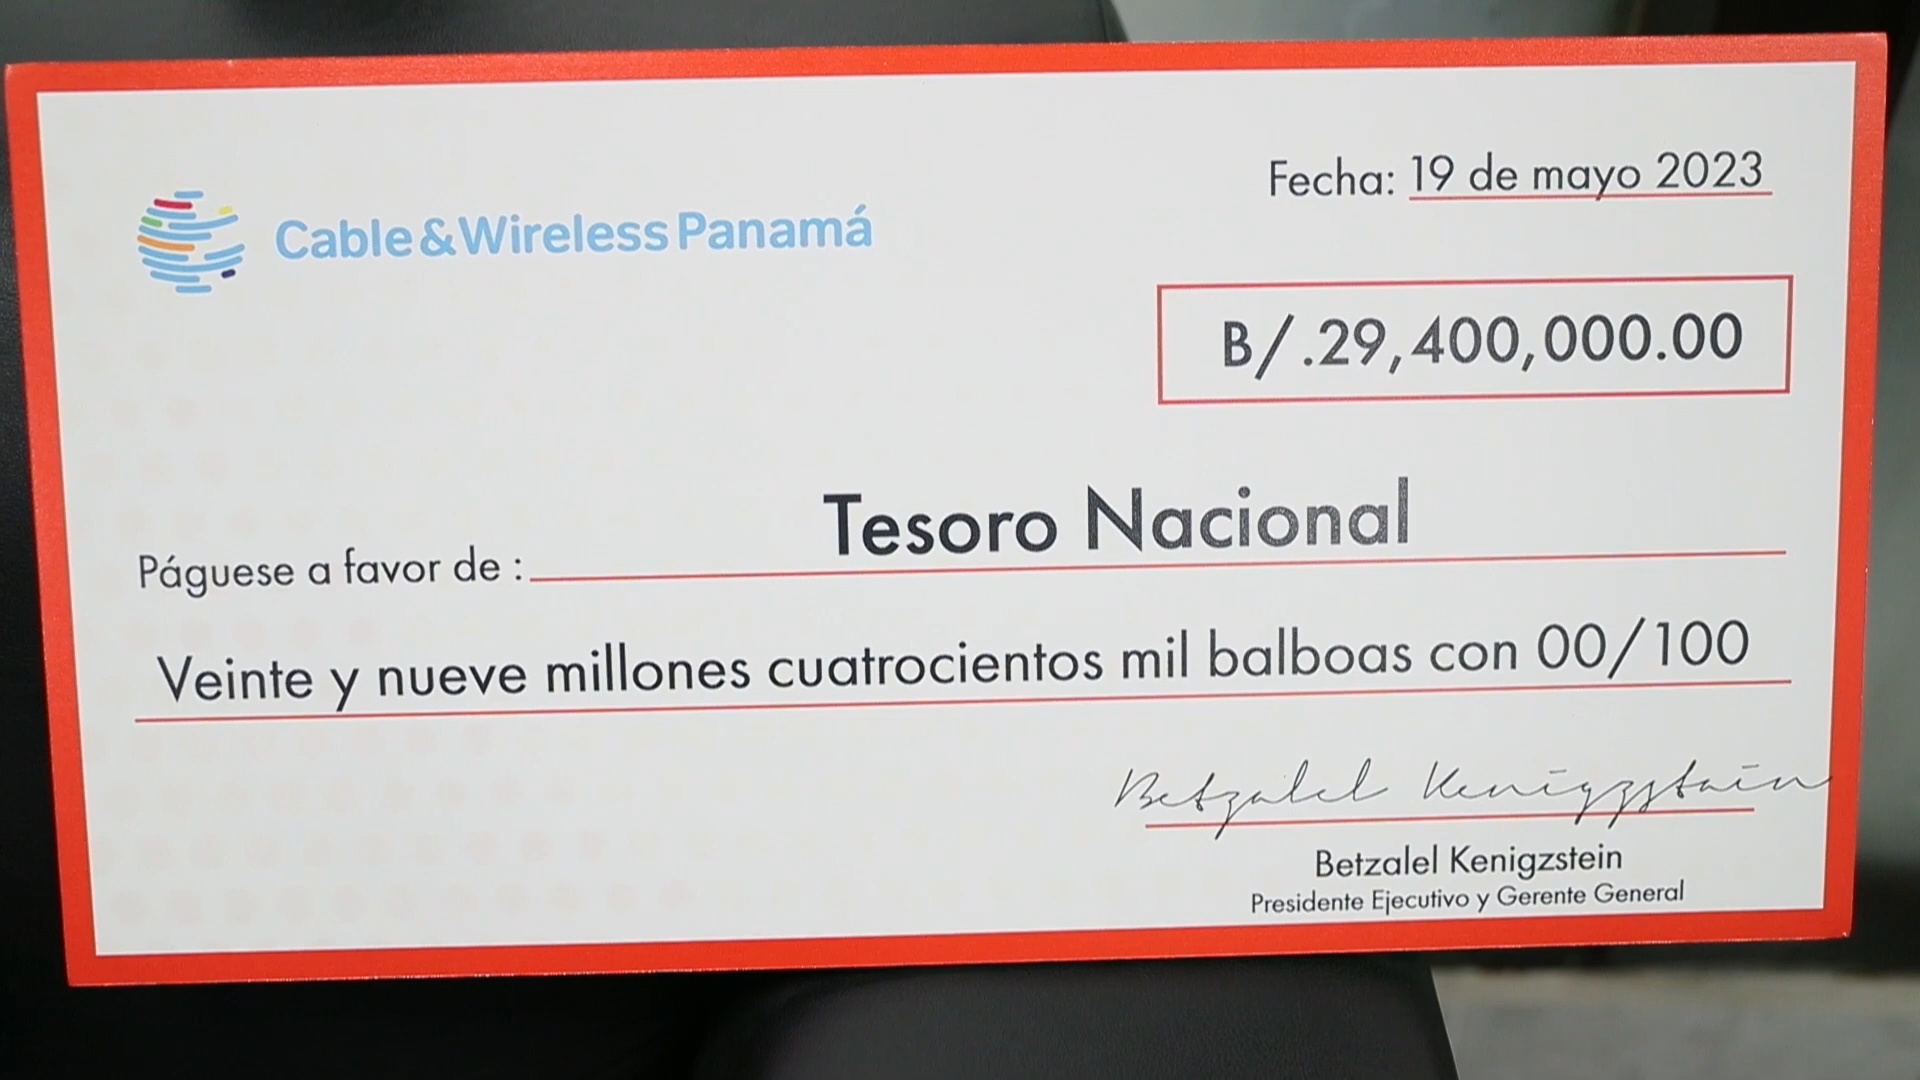 Cable&Wireless Panamá
Fecha: 19 de mayo 2023
B/.29,400,000.00
Páguese a favor de : Tesoro Nacional
Veinte y nueve millones cuatrocientos mil balboas con 00/100
Betzalel Kenigzstein
Betzalel Kenigzstein
Presidente Ejecutivo y Gerente General